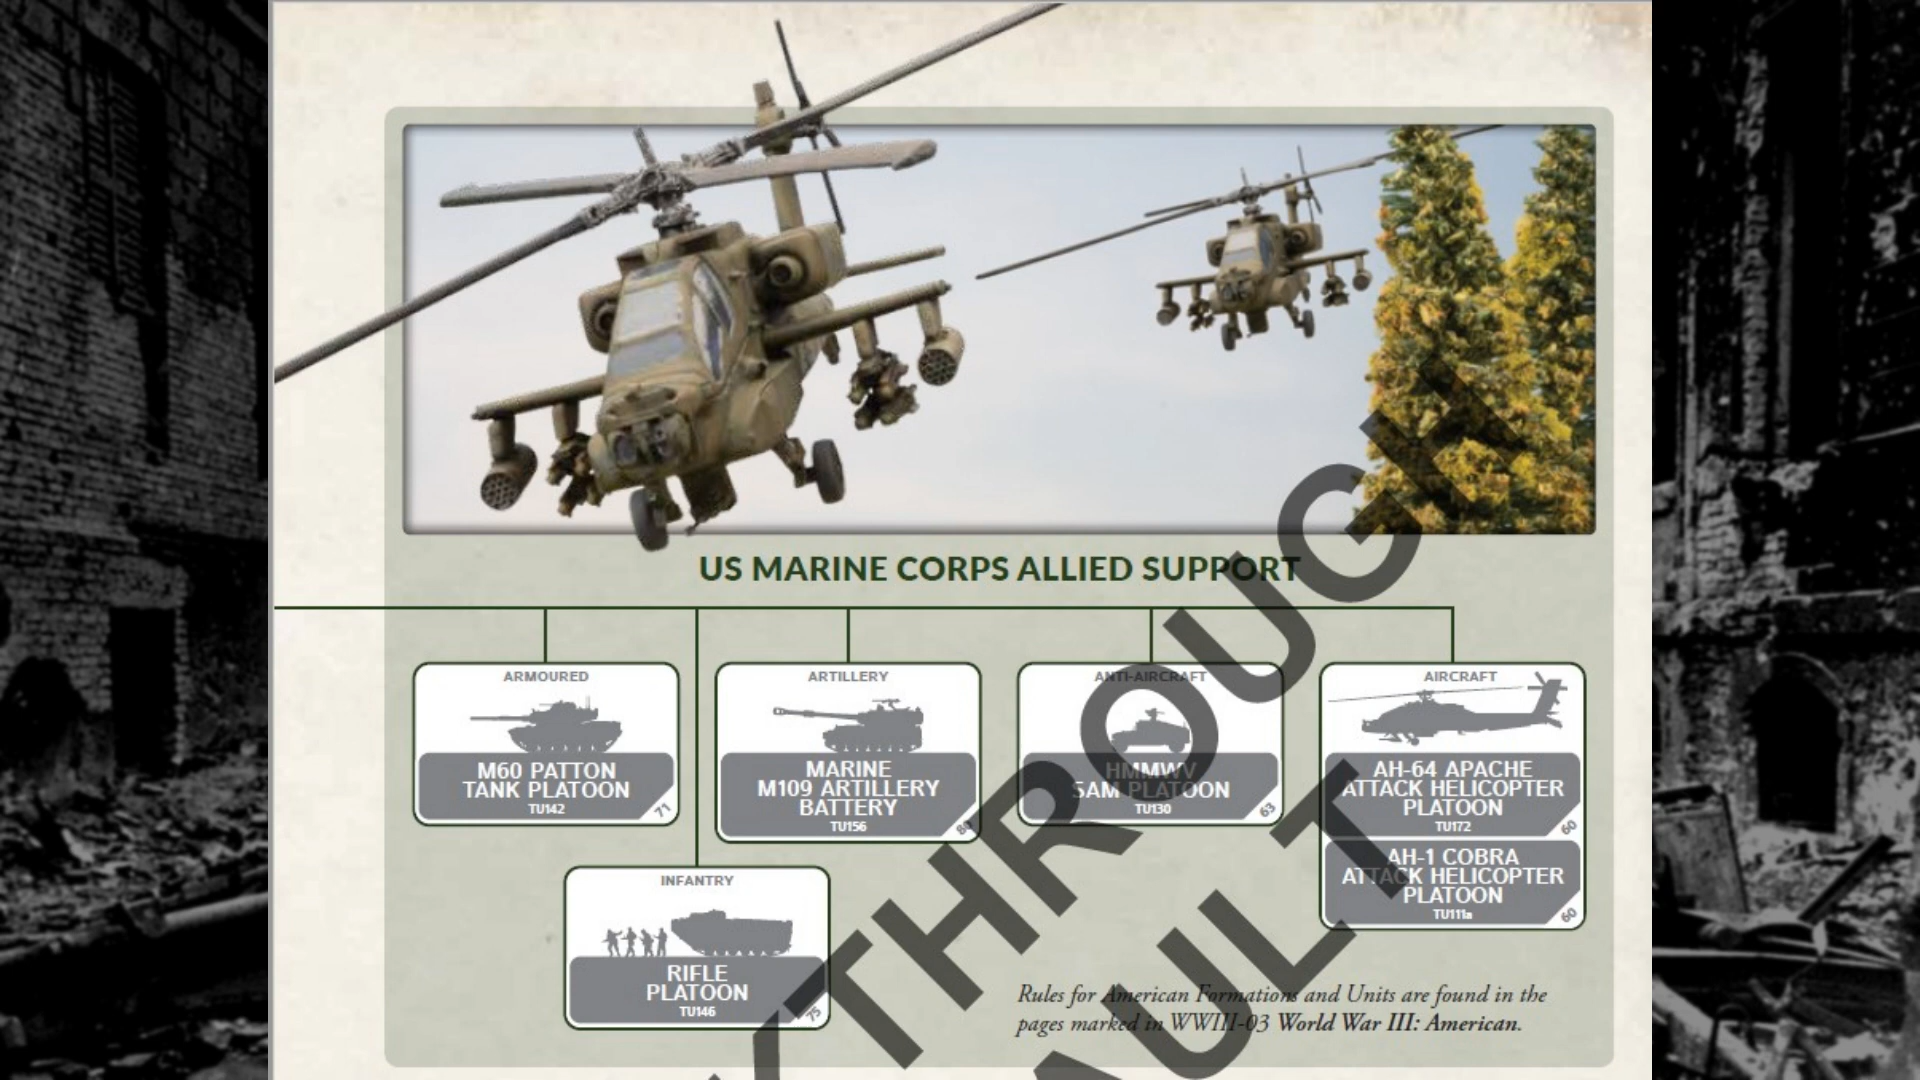 US MARINE CORPS ALLIED SUPPORT
ARMOURED
M60 PATTON
TANK PLATOON
TU142
71
ARTILLERY
MARINE
M109 ARTILLERY
BATTERY
TU156
ANTI-AIRCRAFT
HMMWV
SAM PLATOON
TU130
63
AIRCRAFT
AH-64 APACHE
ATTACK HELICOPTER
PLATOON
TU172
60
AH-1 COBRA
ATTACK HELICOPTER
PLATOON
TU111a
60
INFANTRY
RIFLE
PLATOON
TU146
75
Rules for American Formations and Units are found in the
pages marked in WWIII-03 World War III: American.
KTHROUGH
AULT